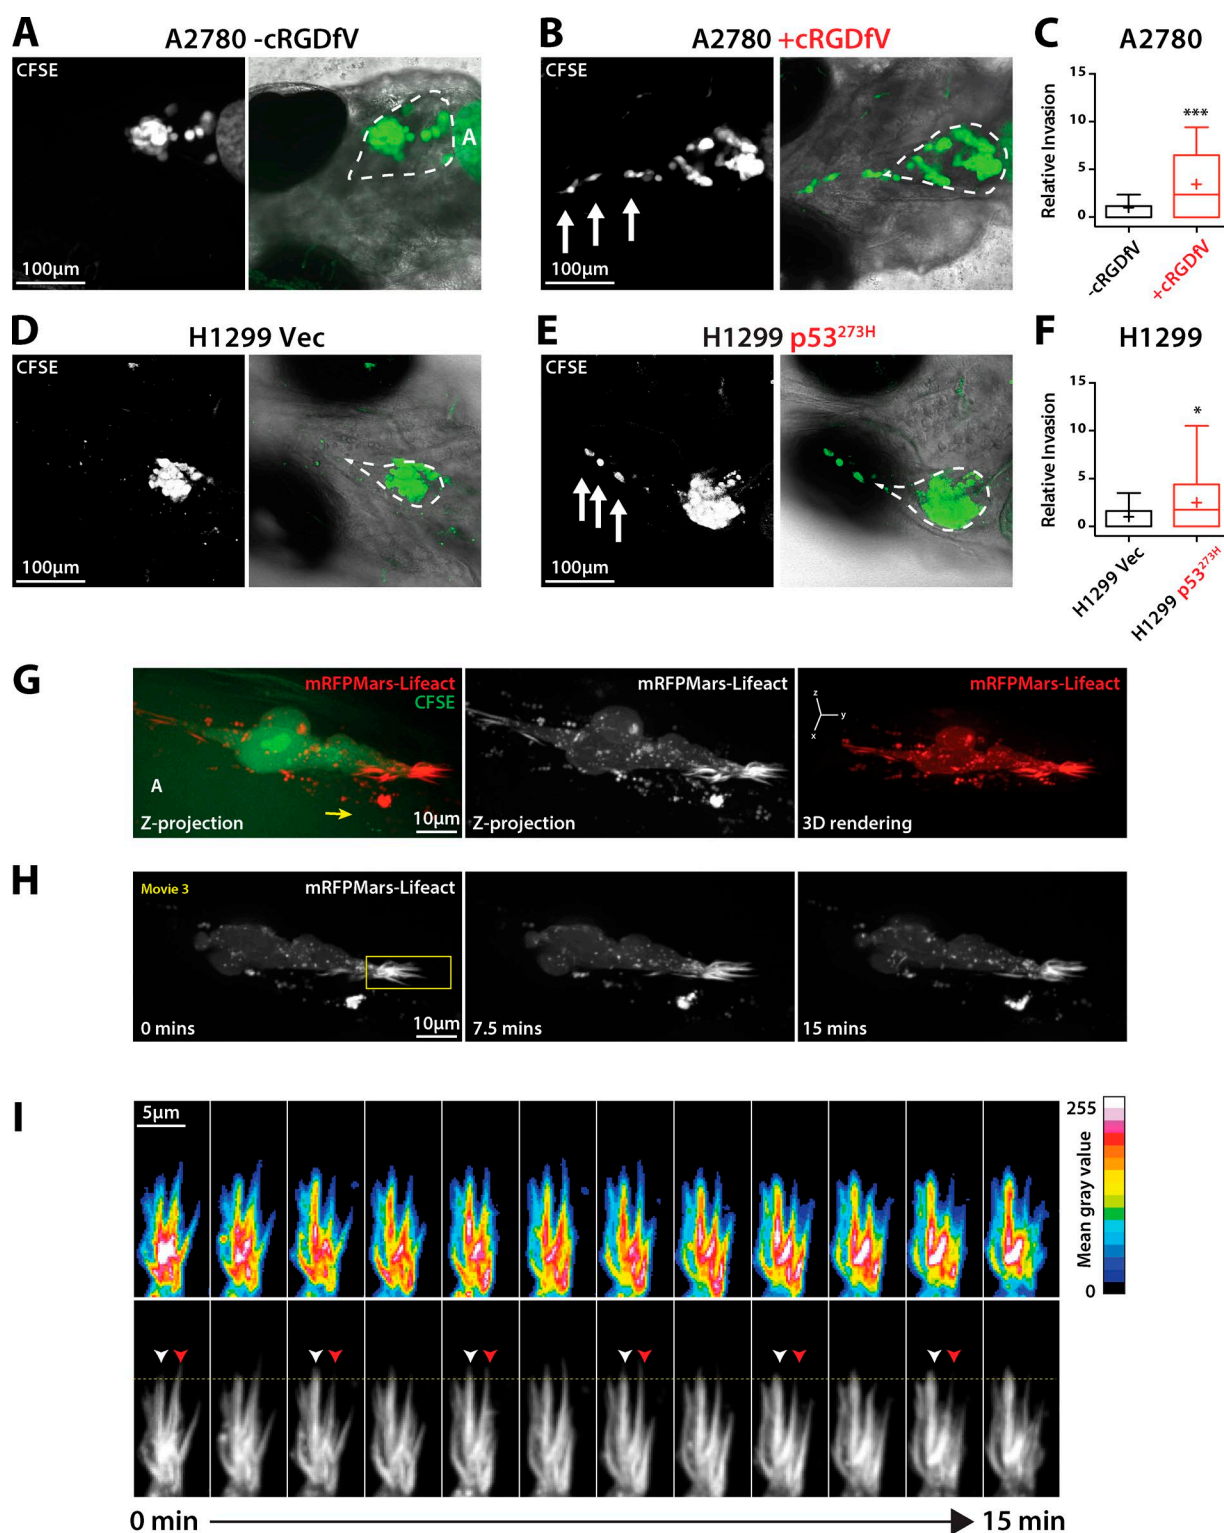 A
A2780 -cRGDfV
CFSE
A
100µm
B
A2780 +cRGDfV
CFSE
100µm
C
A2780
15
10
5
0
Relative Invasion
***
-cRGDfV
+cRGDfV
D
H1299 Vec
CFSE
100µm
E
H1299 p53273H
CFSE
100µm
F
H1299
15
10
5
0
Relative Invasion
*
H1299 Vec
H1299 p53273H
G
mRFPMars-Lifeact
CFSE
A
Z-projection
10µm
mRFPMars-Lifeact
Z-projection
mRFPMars-Lifeact
z
y
x
3D rendering
H
Movie 3
mRFPMars-Lifeact
0 mins
10µm
7.5 mins
15 mins
I
5µm
255
Mean gray value
0
0 min
15 min